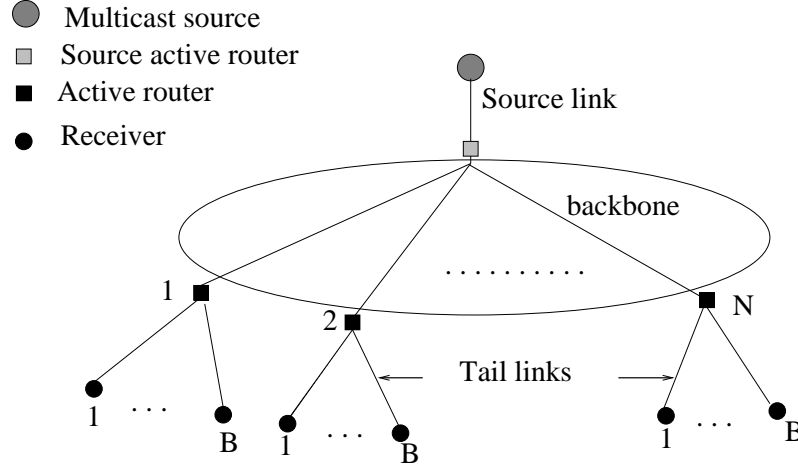 Multicast source
Source active router
Active router
Receiver
Source link
backbone
. . . . . . . . . .
1
2
N
Tail links
1 . . . B
1 . . . B
1 . . . B